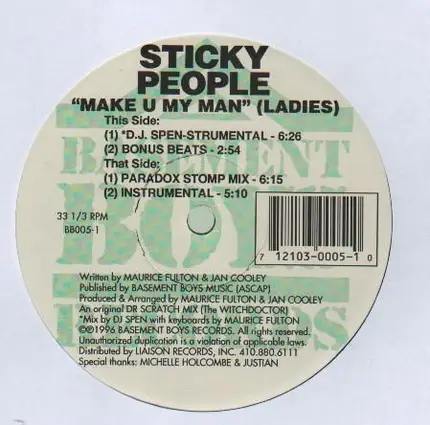 STICKY
PEOPLE
"MAKE U MY MAN" (LADIES)
This Side:
(1) *D.J. SPEN-STRUMENTAL - 6:26
(2) BONUS BEATS - 2:54
That Side:
(1) PARADOX STOMP MIX - 6:15
(2) INSTRUMENTAL - 5:10
BASEMENT
BOYS
33 1/3 RPM
BB005-1
7 12103-0005-1 0
Written by MAURICE FULTON & JAN COOLEY
Published by BASEMENT BOYS MUSIC (ASCAP)
Produced & Arranged by MAURICE FULTON & JAN COOLEY
An original DR SCRATCH MIX (The WITCHDOCTOR)
*Mix by DJ SPEN with keyboards by MAURICE FULTON
©℗1996 BASEMENT BOYS RECORDS. All rights reserved.
Unauthorized duplication is a violation of applicable laws.
Distributed by LIAISON RECORDS, INC. 410.880.6111
Special thanks: MICHELLE HOLCOMBE & JUSTIAN